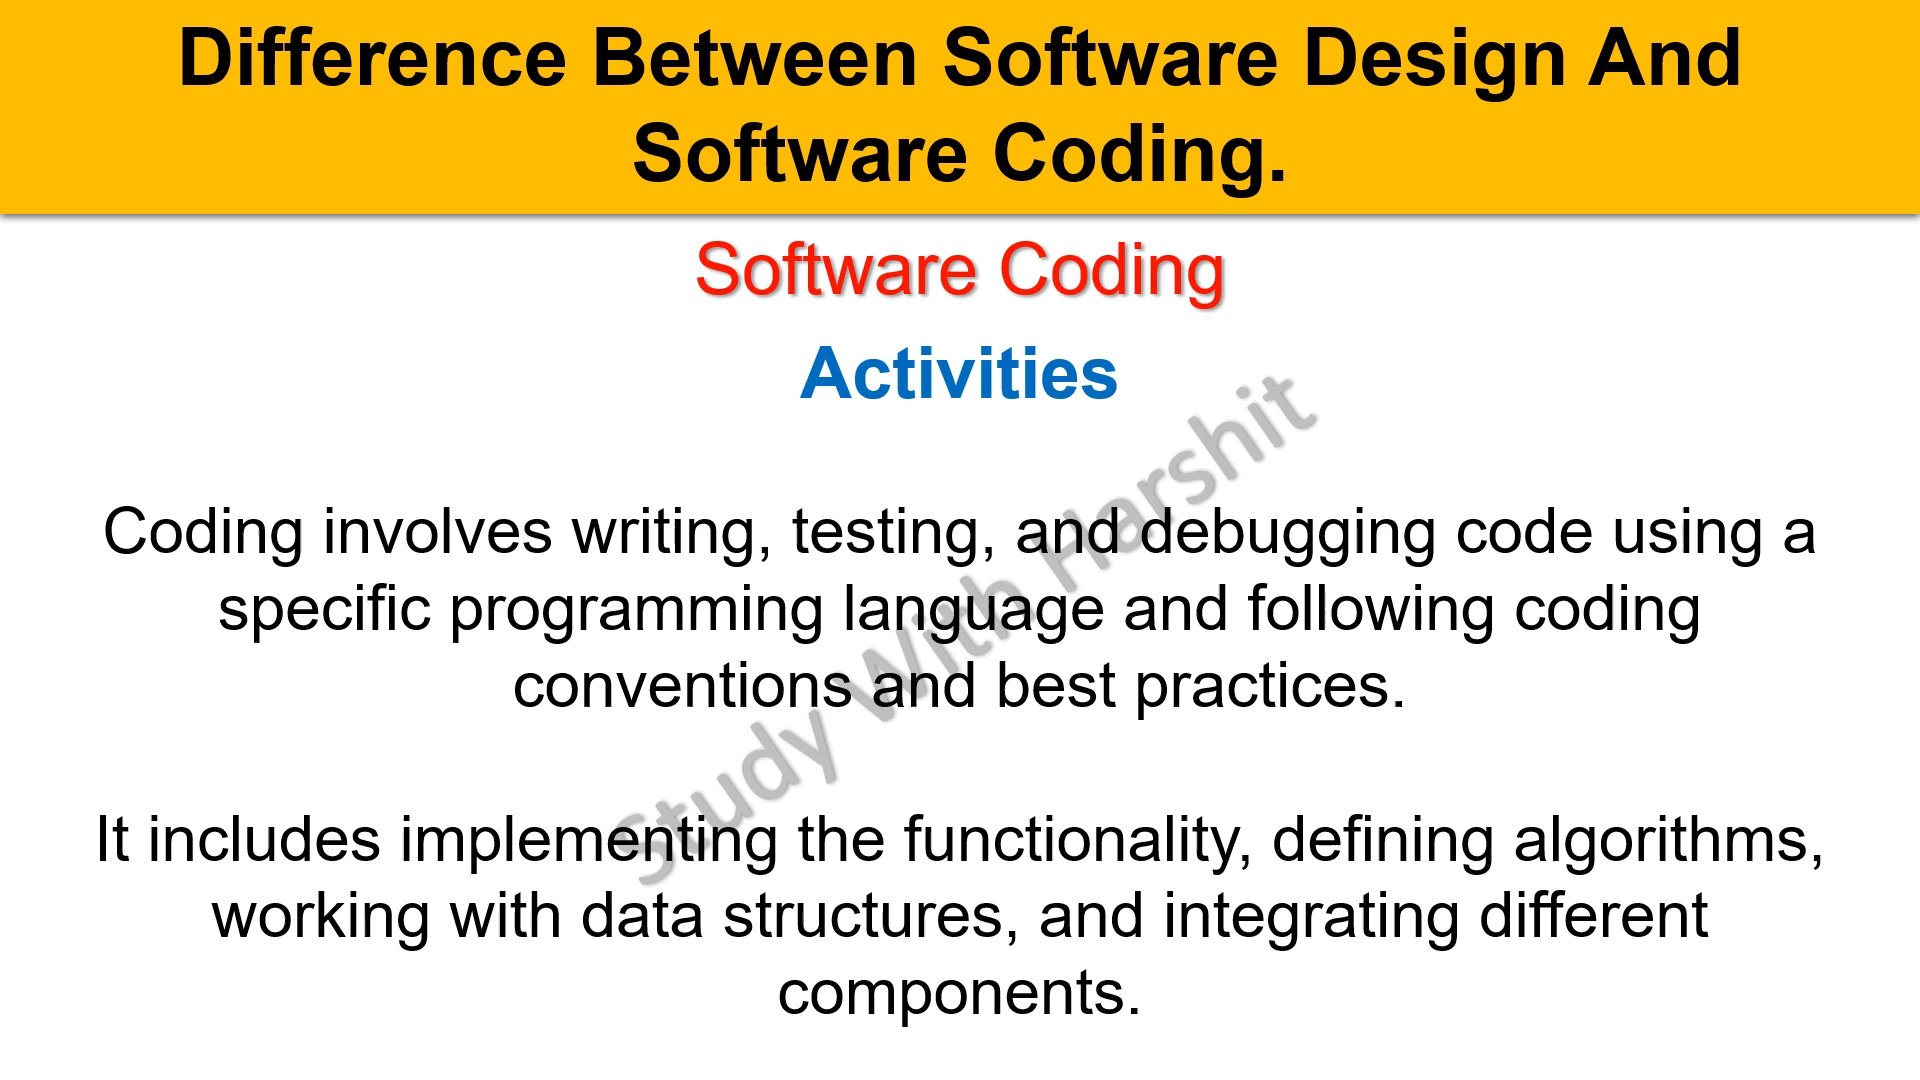 Difference Between Software Design And
Software Coding.
Software Coding
Activities
Coding involves writing, testing, and debugging code using a
specific programming language and following coding
conventions and best practices.
It includes implementing the functionality, defining algorithms,
working with data structures, and integrating different
components.
Study With Harshit